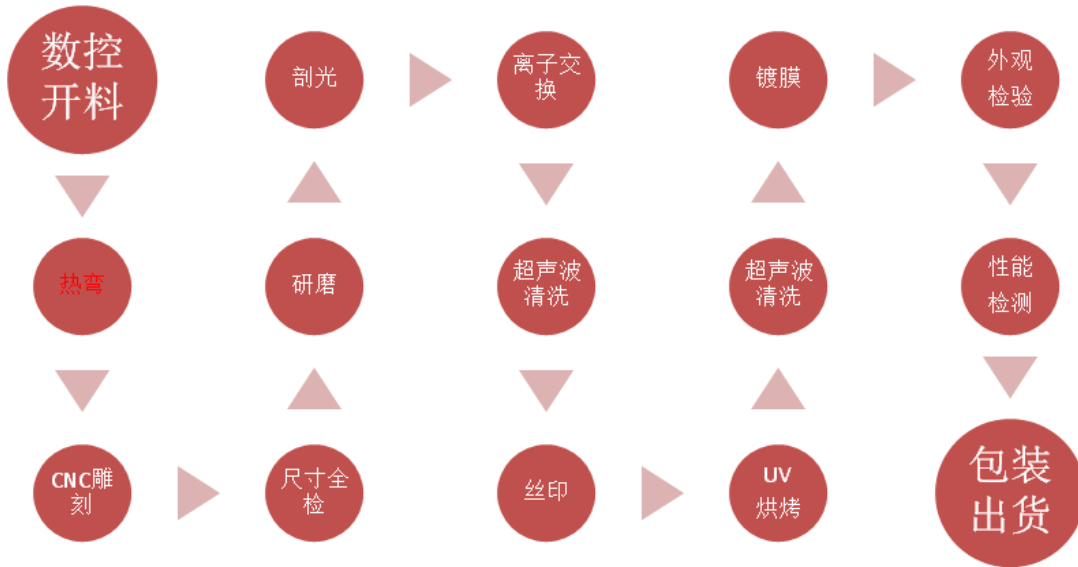 数控
开料
热弯
CNC雕
刻
尺寸全
检
研磨
剖光
离子交
换
超声波
清洗
丝印
UV
烘烤
超声波
清洗
镀膜
外观
检验
性能
检测
包装
出货